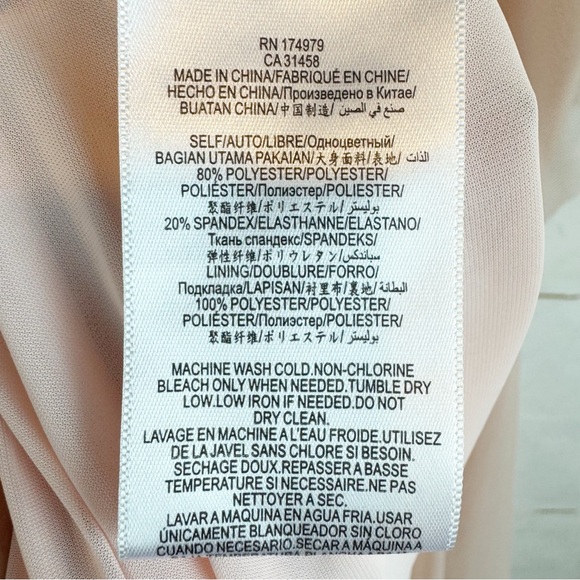 RN 174979
CA 31458
MADE IN CHINA/FABRIQUÉ EN CHINE/
HECHO EN CHINA/Произведено в Китае/
BUATAN CHINA/中国制造/ صنع في الصين
SELF/AUTO/LIBRE/Одноцветный/
BAGIAN UTAMA PAKAIAN/大身面料/表地/ الذات
80% POLYESTER/POLYESTER/
POLIÉSTER/Полиэстер/POLIESTER/
聚酯纤维/ポリエステル/ بوليستر
20% SPANDEX/ELASTHANNE/ELASTANO/
Ткань спандекс/SPANDEKS/
弹性纤维/ポリウレタン/ سباندكس
LINING/DOUBLURE/FORRO/
Подкладка/LAPISAN/衬里布/裏地/ البطانة
100% POLYESTER/POLYESTER/
POLIÉSTER/Полиэстер/POLIESTER/
聚酯纤维/ポリエステル/ بوليستر
MACHINE WASH COLD.NON-CHLORINE
BLEACH ONLY WHEN NEEDED.TUMBLE DRY
LOW.LOW IRON IF NEEDED.DO NOT
DRY CLEAN.
LAVAGE EN MACHINE A L'EAU FROIDE.UTILISEZ
DE LA JAVEL SANS CHLORE SI BESOIN.
SECHAGE DOUX.REPASSER A BASSE
TEMPERATURE SI NÉCESSAIRE.NE PAS
NETTOYER A SEC.
LAVAR A MAQUINA EN AGUA FRIA.USAR
ÚNICAMENTE BLANQUEADOR SIN CLORO
CUANDO NECESARIO.SECAR A MÁQUINA A